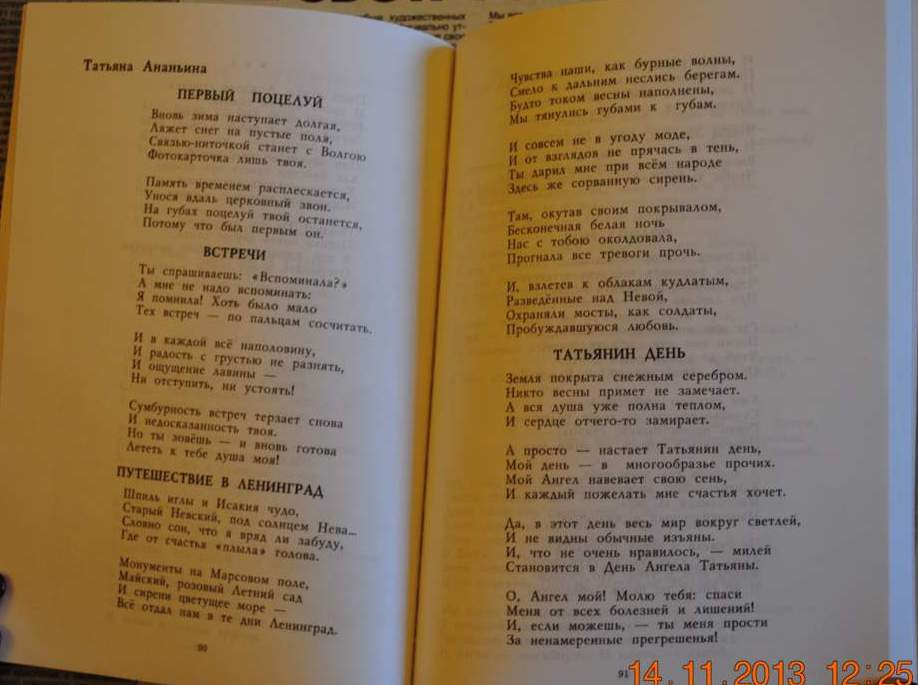 художественных
Мы
Татьяна Ананьина
ПЕРВЫЙ ПОЦЕЛУЙ
Вновь зима наступает долгая,
Ляжет снег на пустые поля,
Связью-ниточкой станет с Волгою
Фотокарточка лишь твоя.
Память временем расплескается,
Унося вдаль церковный звон.
На губах поцелуй твой останется,
Потому что был первым он.
ВСТРЕЧИ
Ты спрашиваешь: «Вспоминала?»
А мне не надо вспоминать:
Я помнила! Хоть было мало
Тех встреч — по пальцам сосчитать.
И в каждой всё наполовину,
И радость с грустью не разнять,
И ощущение лавины —
Ни отступить, ни устоять!
Сумбурность встреч терзает снова
И недосказанность твоя.
Но ты зовёшь — и вновь готова
Лететь к тебе душа моя!
ПУТЕШЕСТВИЕ В ЛЕНИНГРАД
Шпиль иглы и Исакия чудо,
Старый Невский, под солнцем Нева...
Словно сон, что я вряд ли забуду,
Где от счастья «плыла» голова.
Монументы на Марсовом поле,
Майский, розовый Летний сад
И сирени цветущее море —
Всё отдал нам в те дни Ленинград.
90
Чувства наши, как бурные волны,
Смело к дальним неслись берегам.
Будто током весны наполнены,
Мы тянулись губами к губам.
И совсем не в угоду моде,
И от взглядов не прячась в тень,
Ты дарил мне при всём народе
Здесь же сорванную сирень.
Там, окутав своим покрывалом,
Бесконечная белая ночь
Нас с тобою околдовала,
Прогнала все тревоги прочь.
И, взлетев к облакам кудлатым,
Разведённые над Невой,
Охраняли мосты, как солдаты,
Пробуждавшуюся любовь.
ТАТЬЯНИН ДЕНЬ
Земля покрыта снежным серебром.
Никто весны примет не замечает.
А вся душа уже полна теплом,
И сердце отчего-то замирает.
А просто — настает Татьянин день,
Мой день — в многообразье прочих.
Мой Ангел навевает свою сень,
И каждый пожелать мне счастья хочет.
Да, в этот день весь мир вокруг светлей,
И не видны обычные изъяны.
И, что не очень нравилось, — милей
Становится в День Ангела Татьяны.
О, Ангел мой! Молю тебя: спаси
Меня от всех болезней и лишений!
И, если можешь, — ты меня прости
За ненамеренные прегрешенья!
91
14.11.2013 12:25